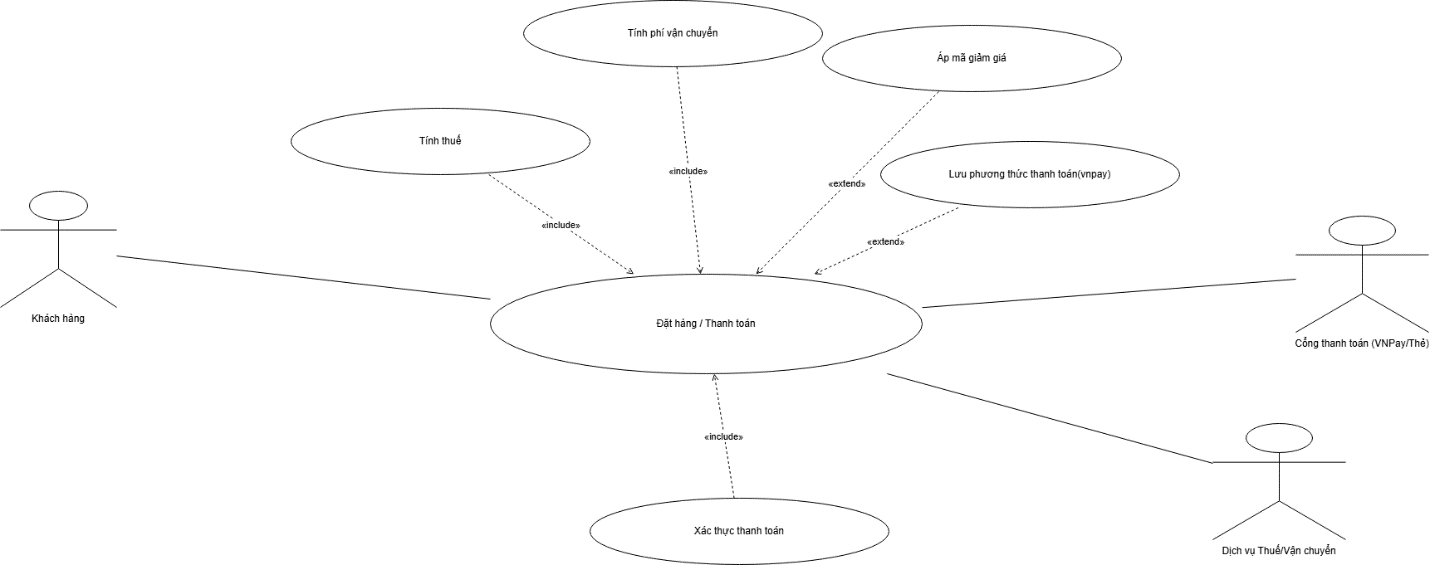 Tính phí vận chuyển
Áp mã giảm giá
Tính thuế
Lưu phương thức thanh toán(vnpay)
«include»
«extend»
«include»
«extend»
Khách hàng
Đặt hàng / Thanh toán
Cổng thanh toán (VNPay/Thẻ)
«include»
Xác thực thanh toán
Dịch vụ Thuế/Vận chuyển